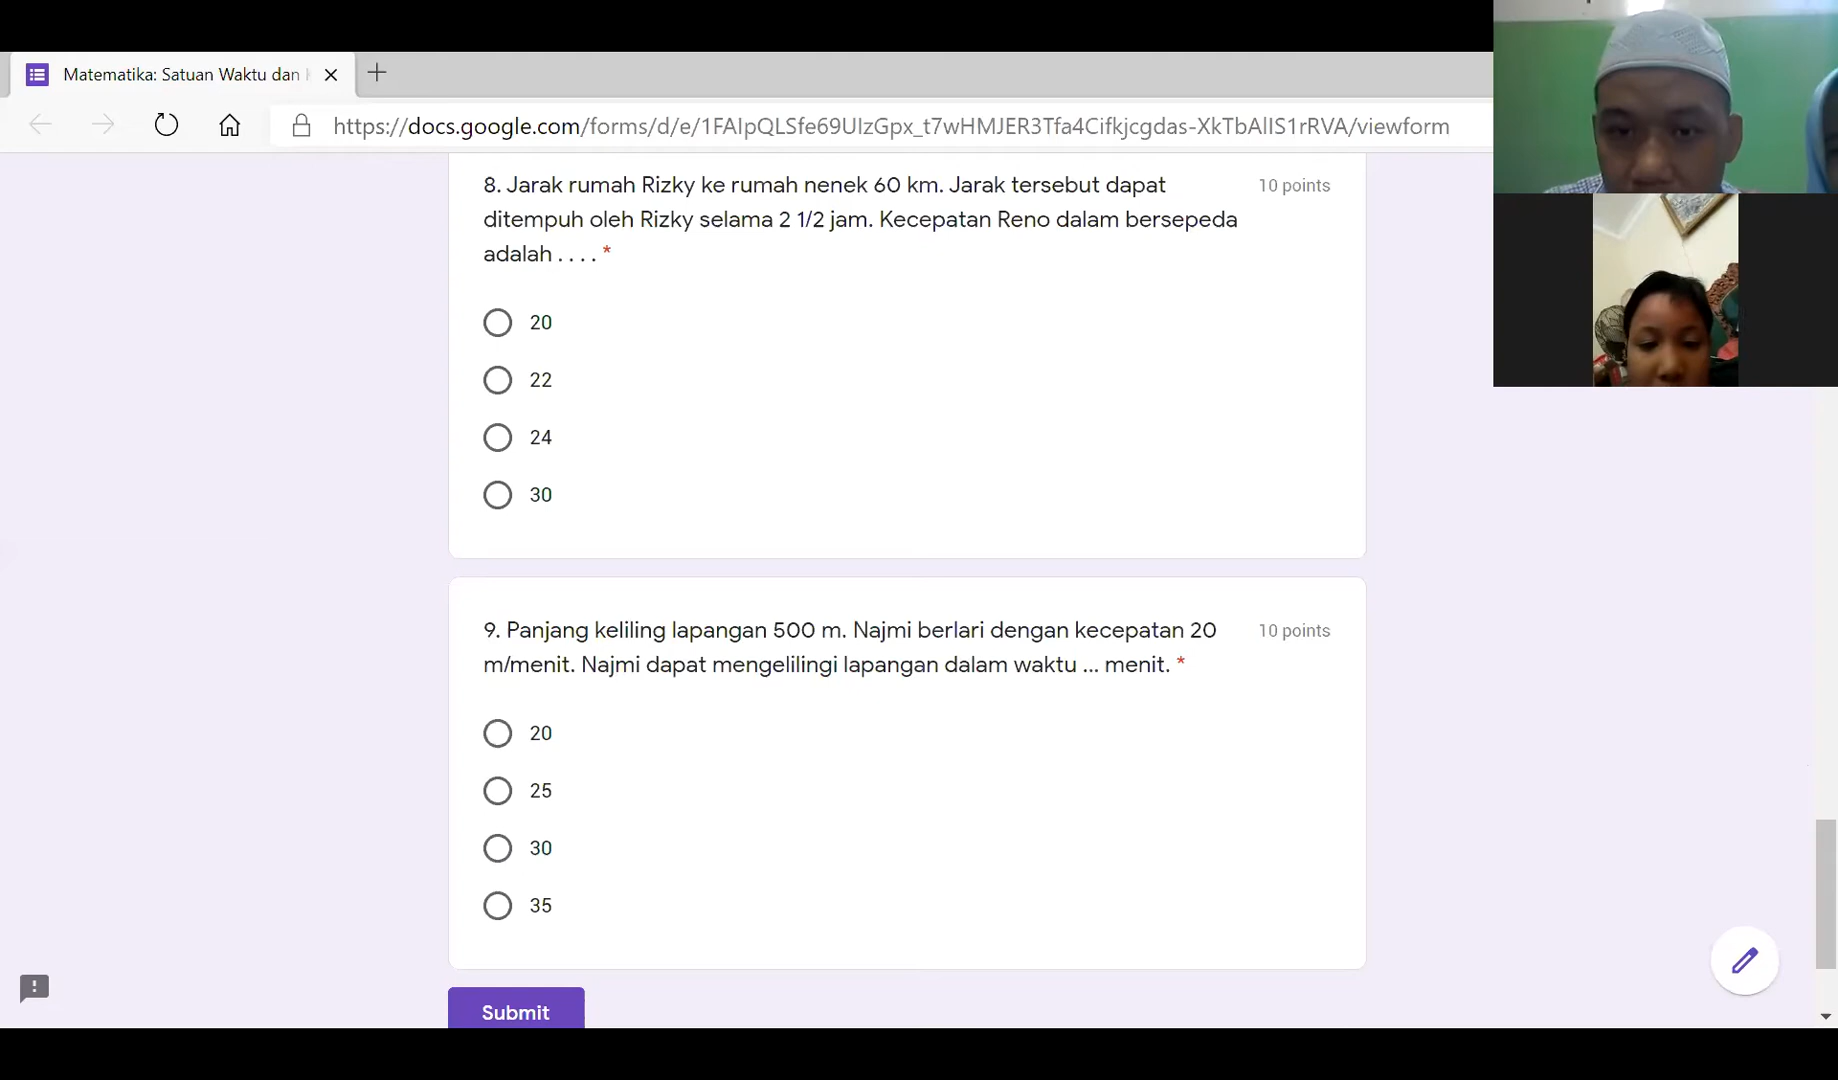 Matematika: Satuan Waktu dan
https://docs.google.com/forms/d/e/1FAIpQLSfe69UIzGpx_t7wHMJER3Tfa4Cifkjcgdas-XkTbAlIS1rRVA/viewform
8. Jarak rumah Rizky ke rumah nenek 60 km. Jarak tersebut dapat
10 points
ditempuh oleh Rizky selama 2 1/2 jam. Kecepatan Reno dalam bersepeda
adalah . . . . *
20
22
24
30
9. Panjang keliling lapangan 500 m. Najmi berlari dengan kecepatan 20
10 points
m/menit. Najmi dapat mengelilingi lapangan dalam waktu ... menit. *
20
25
30
35
Submit